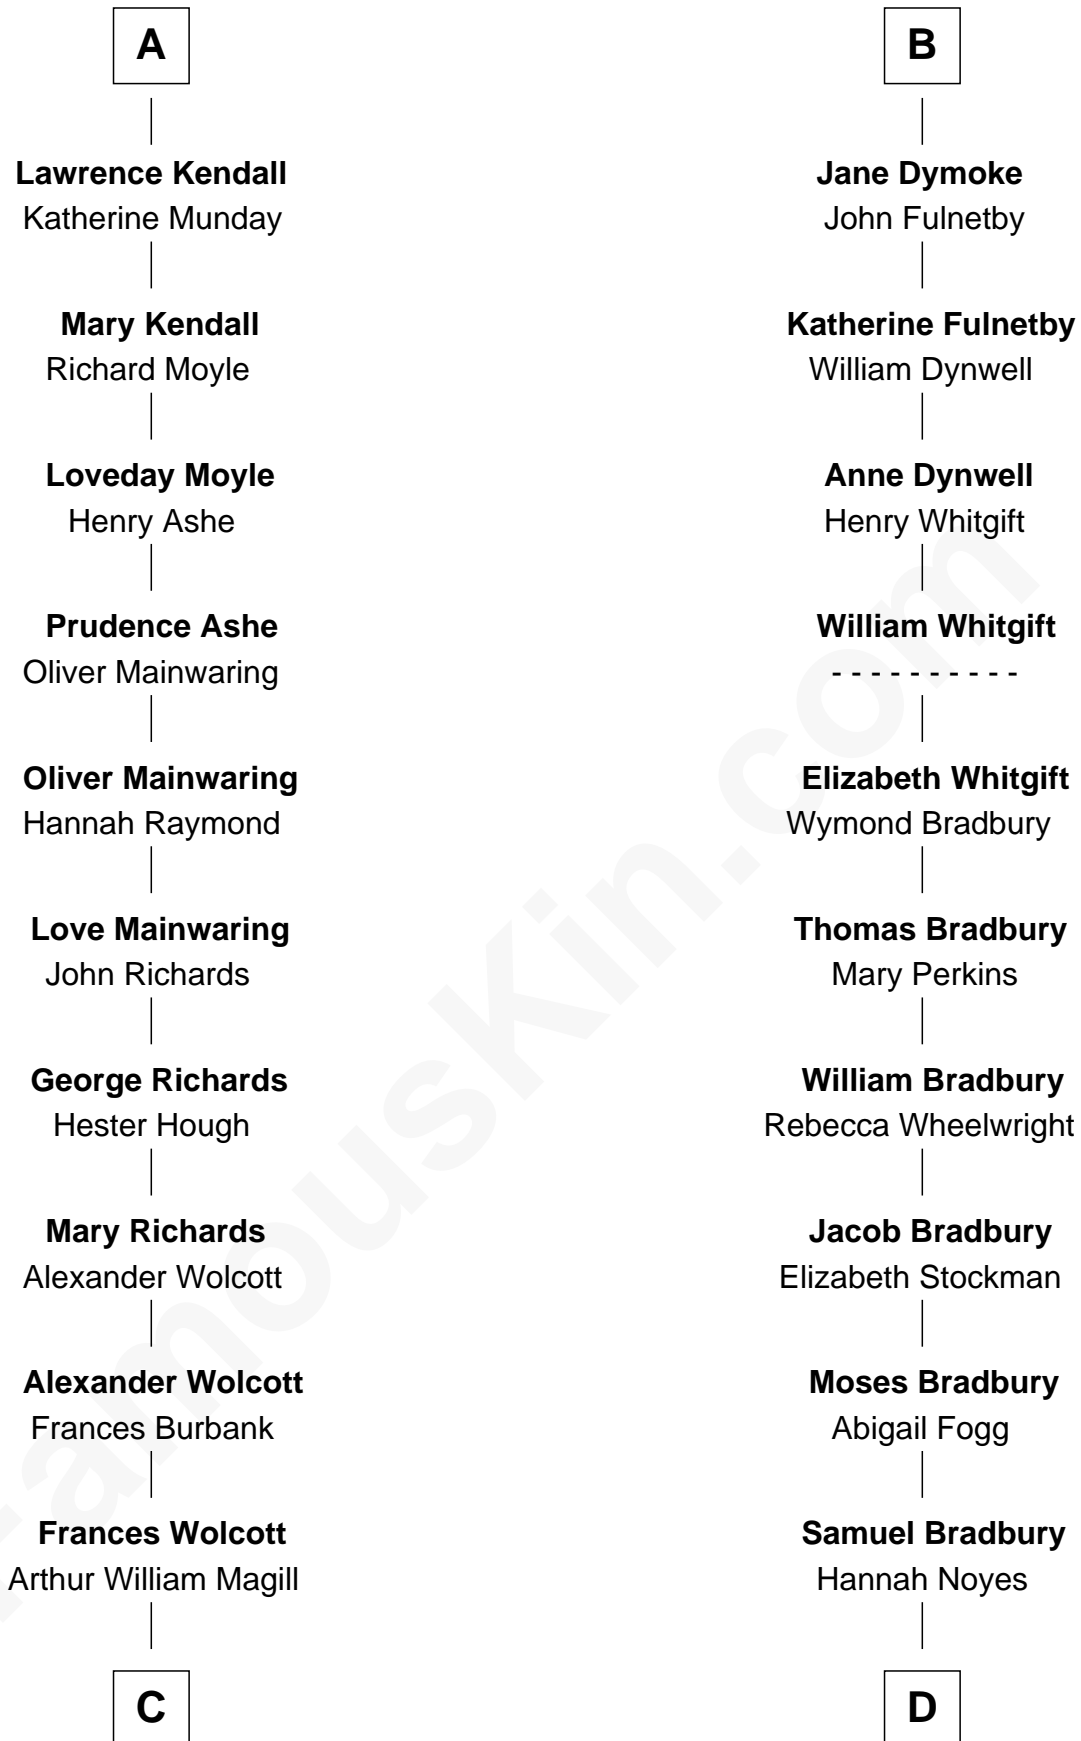 A
Lawrence Kendall
Katherine Munday
Mary Kendall
Richard Moyle
Loveday Moyle
Henry Ashe
Prudence Ashe
Oliver Mainwaring
Oliver Mainwaring
Hannah Raymond
Love Mainwaring
John Richards
George Richards
Hester Hough
Mary Richards
Alexander Wolcott
Alexander Wolcott
Frances Burbank
Frances Wolcott
Arthur William Magill
C
B
Jane Dymoke
John Fulnetby
Katherine Fulnetby
William Dynwell
Anne Dynwell
Henry Whitgift
William Whitgift
- - - - - - - - - -
Elizabeth Whitgift
Wymond Bradbury
Thomas Bradbury
Mary Perkins
William Bradbury
Rebecca Wheelwright
Jacob Bradbury
Elizabeth Stockman
Moses Bradbury
Abigail Fogg
Samuel Bradbury
Hannah Noyes
D
FamousKin.com